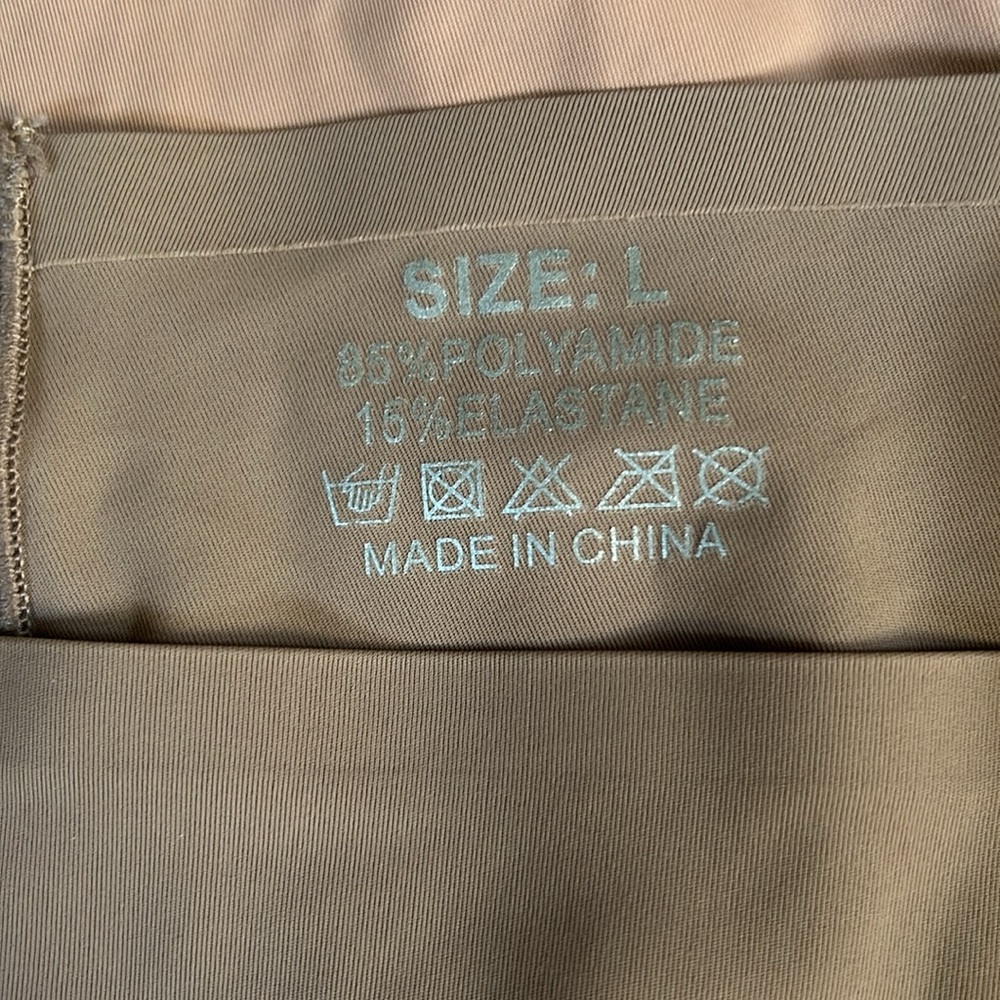 SIZE: L
85%POLYAMIDE
15%ELASTANE
MADE IN CHINA